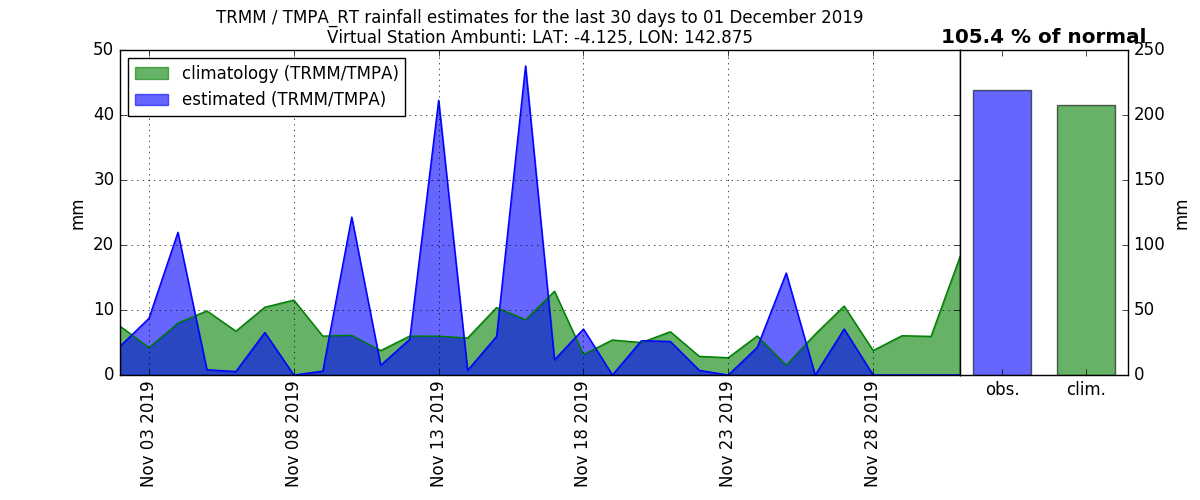 TRMM / TMPA_RT rainfall estimates for the last 30 days to 01 December 2019
Virtual Station Ambunti: LAT: -4.125, LON: 142.875
105.4 % of normal
climatology (TRMM/TMPA)
estimated (TRMM/TMPA)
50
40
30
20
10
0
mm
250
200
150
100
50
0
mm
obs.
clim.
Nov 03 2019
Nov 08 2019
Nov 13 2019
Nov 18 2019
Nov 23 2019
Nov 28 2019